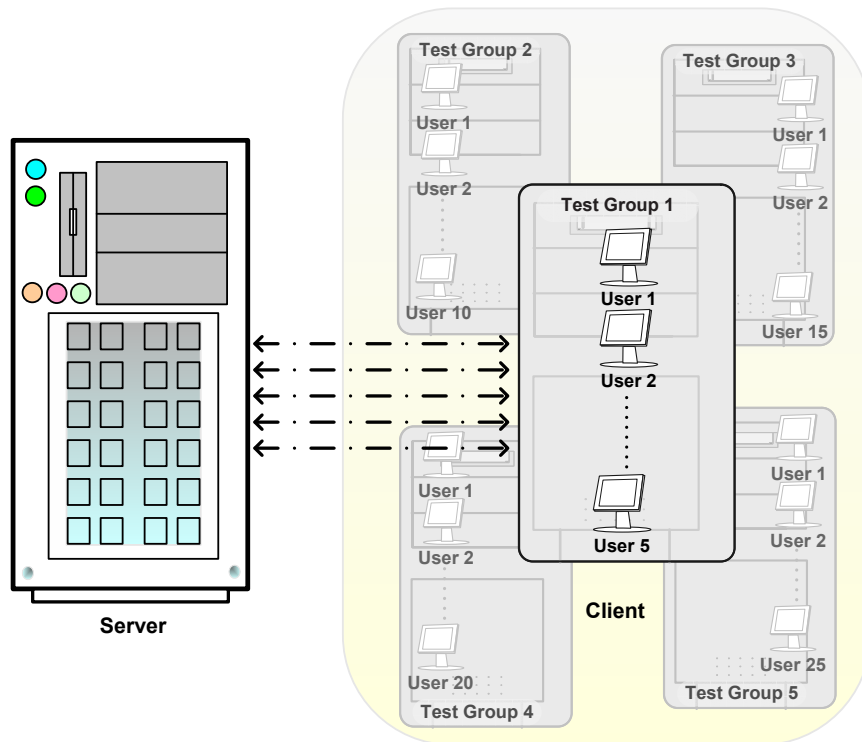 Test Group 2
User 1
User 2
User 10
Test Group 3
User 1
User 2
User 15
Test Group 1
User 1
User 2
User 5
User 1
User 2
User 20
Test Group 4
User 1
User 2
User 25
Test Group 5
Client
Server